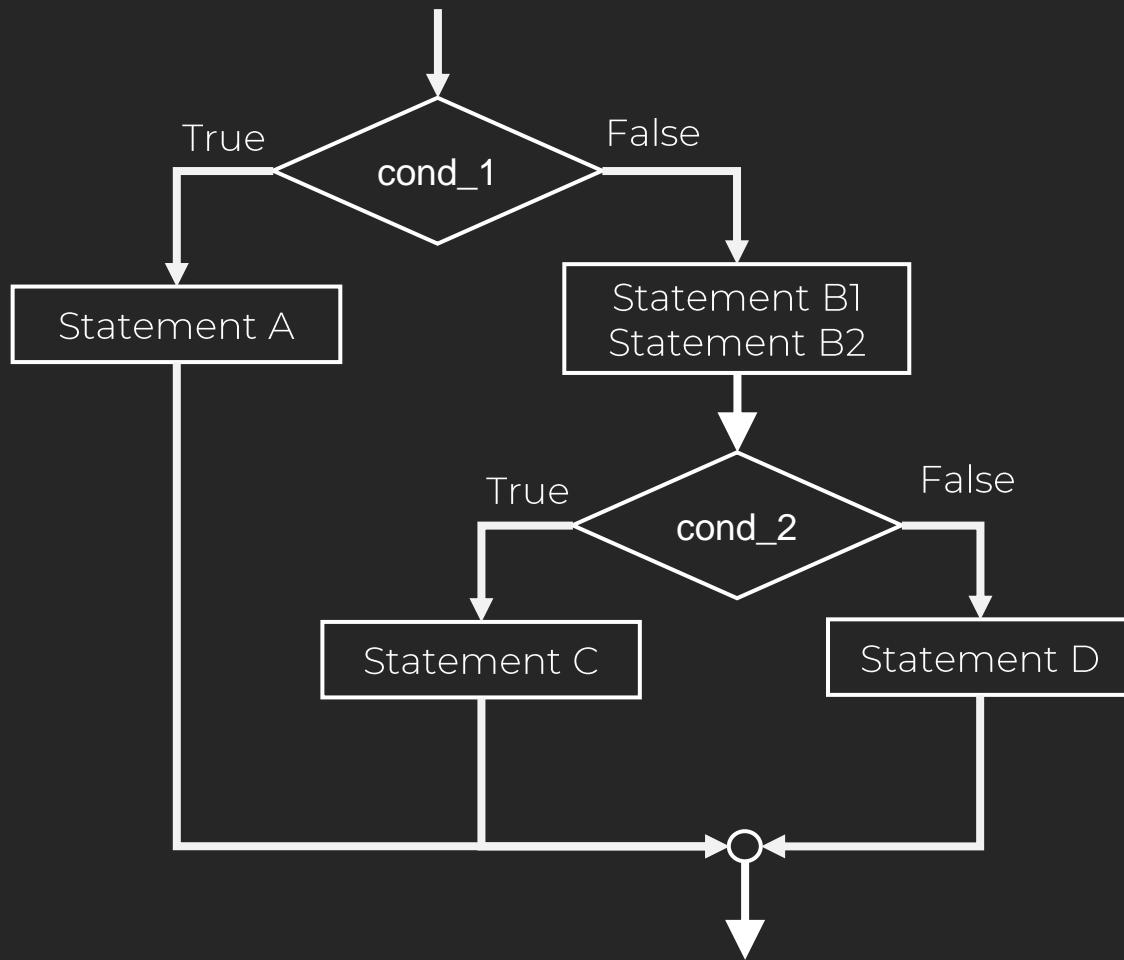 True
False
cond_1
Statement A
Statement B1
Statement B2
True
False
cond_2
Statement C
Statement D